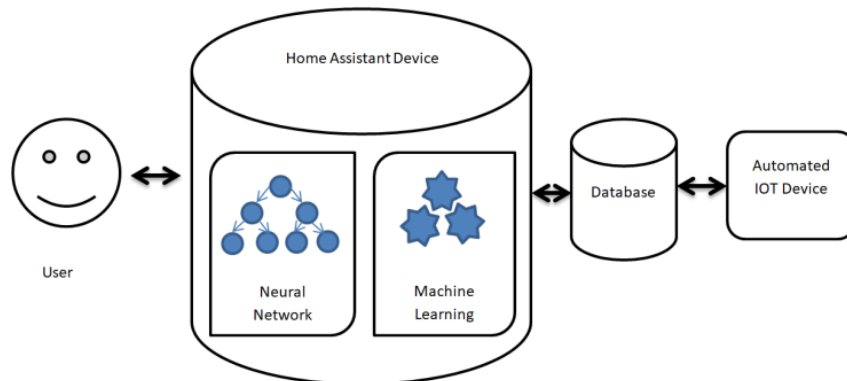 Home Assistant Device
User
Neural
Network
Machine
Learning
Database
Automated
IOT Device